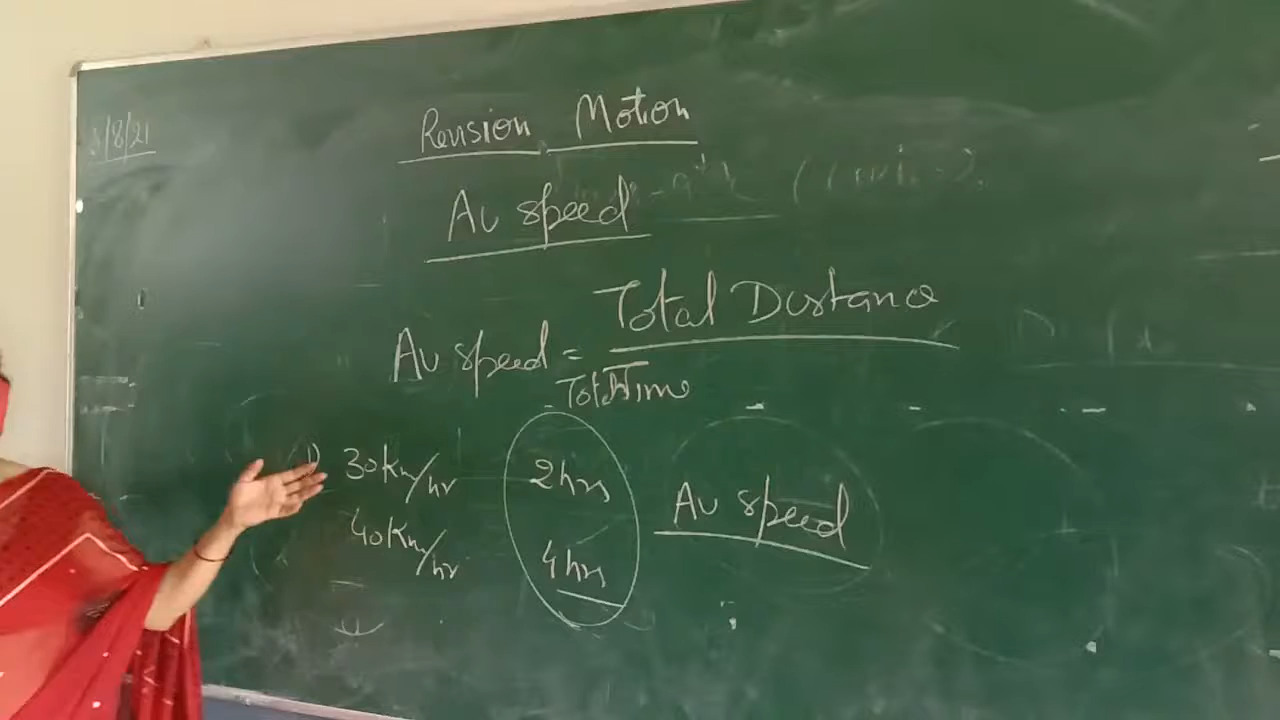 /8/21
Revision Motion
Av speed
Av speed = Total Distance
Total Time
1) 30 Km/hr 2 hrs
40 Km/hr 4 hrs
Av speed